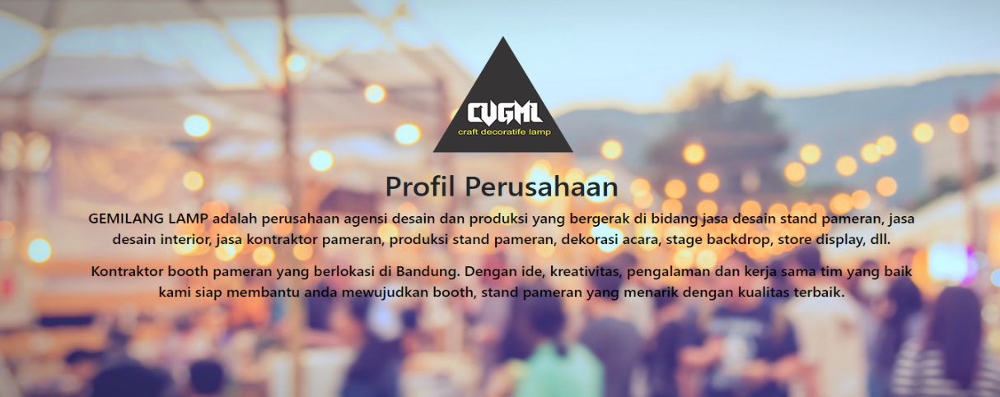 CVGML
craft decoratife lamp
Profil Perusahaan
GEMILANG LAMP adalah perusahaan agensi desain dan produksi yang bergerak di bidang jasa desain stand pameran, jasa
desain interior, jasa kontraktor pameran, produksi stand pameran, dekorasi acara, stage backdrop, store display, dll.
Kontraktor booth pameran yang berlokasi di Bandung. Dengan ide, kreativitas, pengalaman dan kerja sama tim yang baik
kami siap membantu anda mewujudkan booth, stand pameran yang menarik dengan kualitas terbaik.